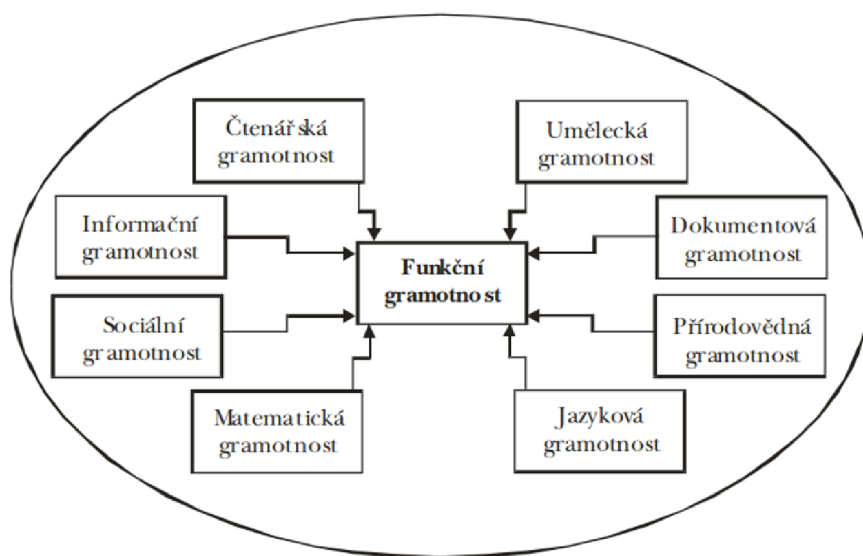 Čtenářská
gramotnost
Umělecká
gramotnost
Informační
gramotnost
Dokumentová
gramotnost
Funkční
gramotnost
Sociální
gramotnost
Přírodovědná
gramotnost
Matematická
gramotnost
Jazyková
gramotnost